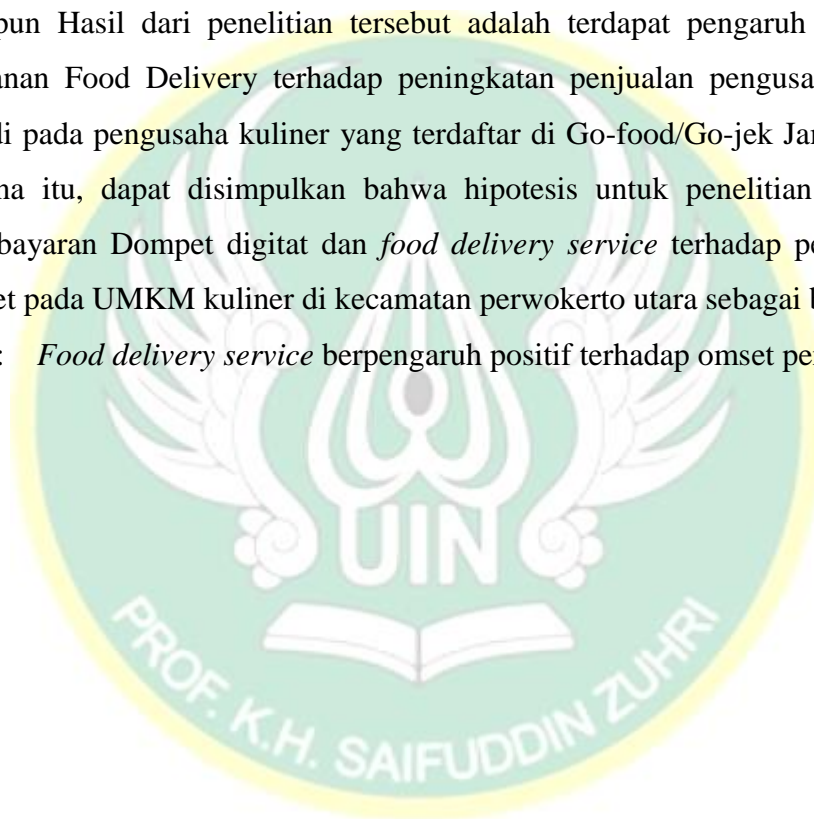 pun Hasil dari penelitian tersebut adalah terdapat pengaruh
anan Food Delivery terhadap peningkatan penjualan pengusa
di pada pengusaha kuliner yang terdaftar di Go-food/Go-jek Jar
na itu, dapat disimpulkan bahwa hipotesis untuk penelitian
bayaran Dompet digitat dan food delivery service terhadap pe
et pada UMKM kuliner di kecamatan perwokerto utara sebagai b
: Food delivery service berpengaruh positif terhadap omset per
UIN
PROF. K.H. SAIFUDDIN ZUHRI